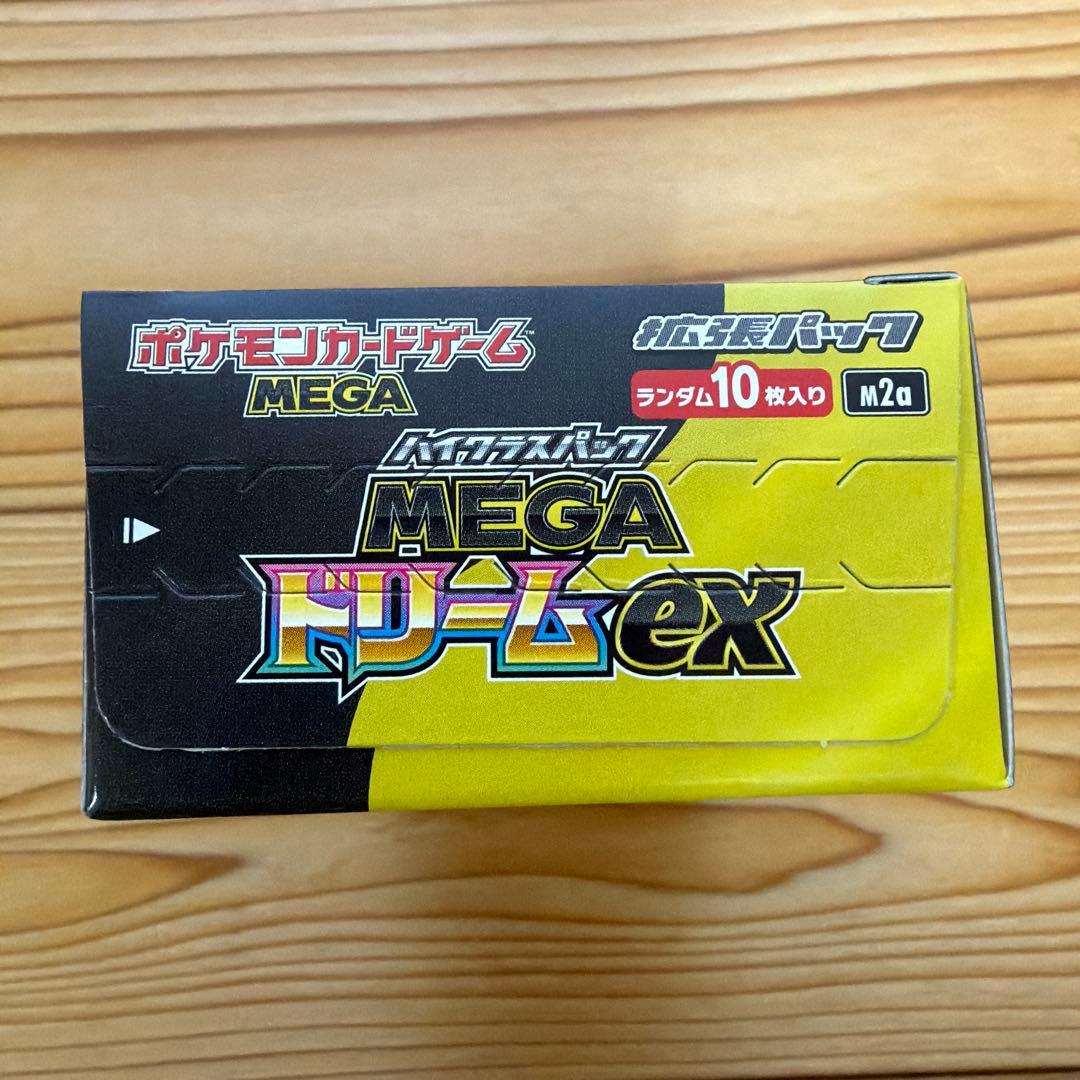 ポケモンカードゲーム™
MEGA
拡張パック
ランダム10枚入り
M2a
ハイクラスパック
MEGA
ドリームex